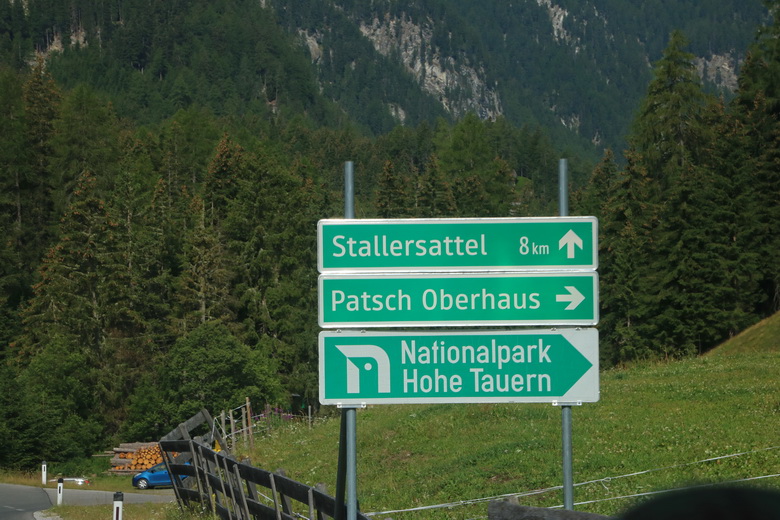 Stallersattel 8 km ↑
Patsch Oberhaus →
Nationalpark
Hohe Tauern